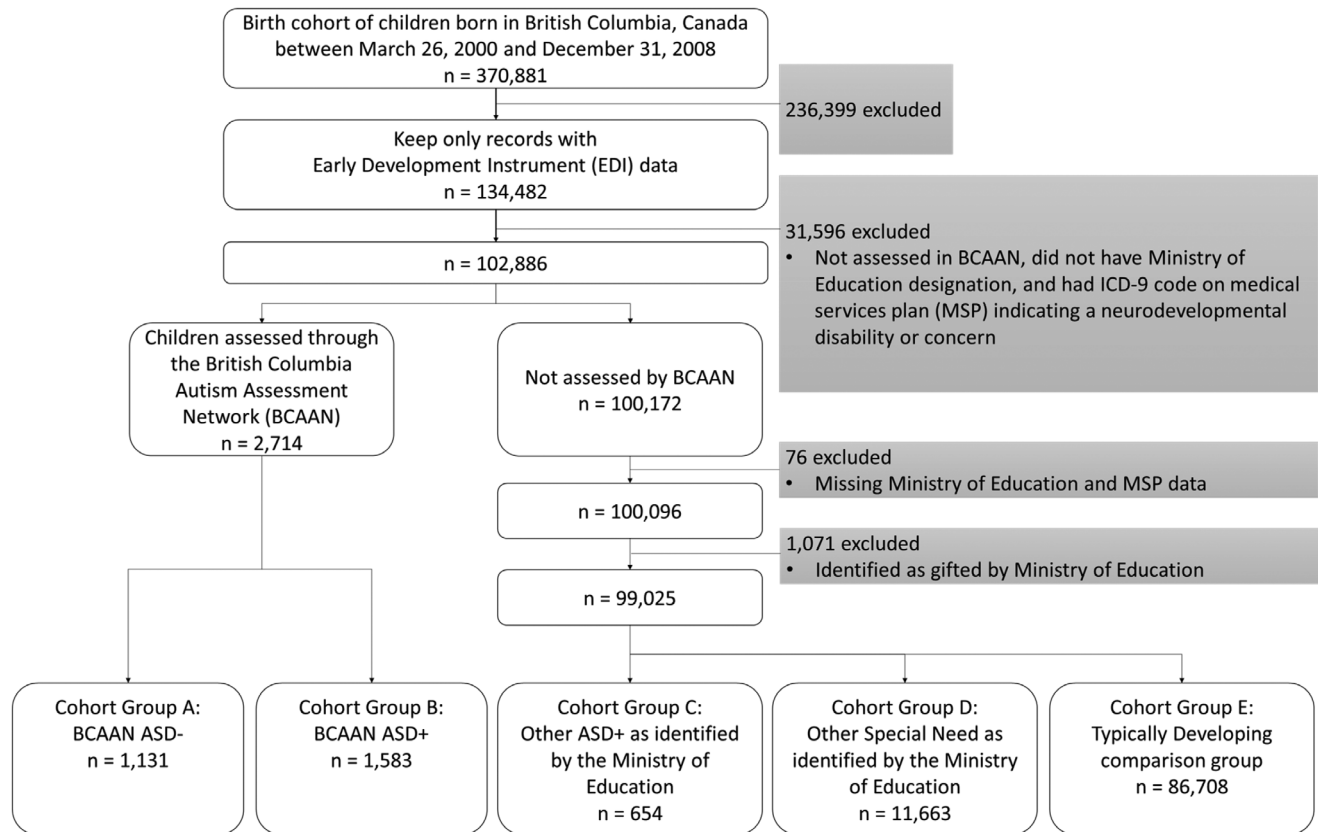 Birth cohort of children born in British Columbia, Canada
between March 26, 2000 and December 31, 2008
n = 370,881
236,399 excluded
Keep only records with
Early Development Instrument (EDI) data
n = 134,482
31,596 excluded
• Not assessed in BCAAN, did not have Ministry of
Education designation, and had ICD-9 code on medical
services plan (MSP) indicating a neurodevelopmental
disability or concern
n = 102,886
Children assessed through
the British Columbia
Autism Assessment
Network (BCAAN)
n = 2,714
Not assessed by BCAAN
n = 100,172
76 excluded
• Missing Ministry of Education and MSP data
n = 100,096
1,071 excluded
• Identified as gifted by Ministry of Education
n = 99,025
Cohort Group A:
BCAAN ASD-
n = 1,131
Cohort Group B:
BCAAN ASD+
n = 1,583
Cohort Group C:
Other ASD+ as identified
by the Ministry of
Education
n = 654
Cohort Group D:
Other Special Need as
identified by the Ministry
of Education
n = 11,663
Cohort Group E:
Typically Developing
comparison group
n = 86,708